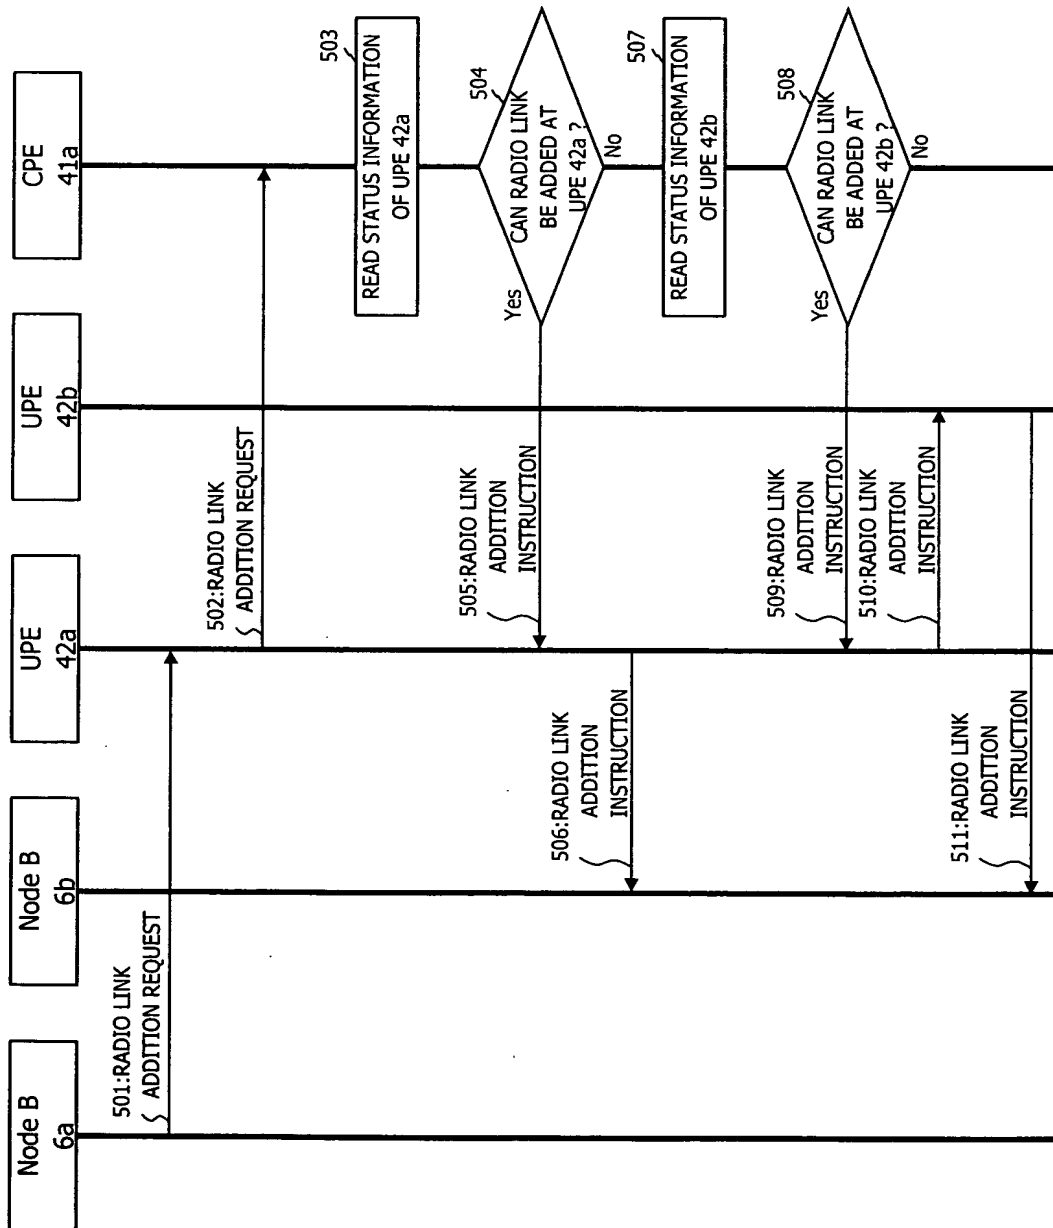 Node B
6a
Node B
6b
UPE
42a
UPE
42b
CPE
41a
501:RADIO LINK
ADDITION REQUEST
502:RADIO LINK
ADDITION REQUEST
503
READ STATUS INFORMATION
OF UPE 42a
504
CAN RADIO LINK
BE ADDED AT
UPE 42a ?
Yes
No
505:RADIO LINK
ADDITION
INSTRUCTION
506:RADIO LINK
ADDITION
INSTRUCTION
507
READ STATUS INFORMATION
OF UPE 42b
508
CAN RADIO LINK
BE ADDED AT
UPE 42b ?
Yes
No
509:RADIO LINK
ADDITION
INSTRUCTION
510:RADIO LINK
ADDITION
INSTRUCTION
511:RADIO LINK
ADDITION
INSTRUCTION